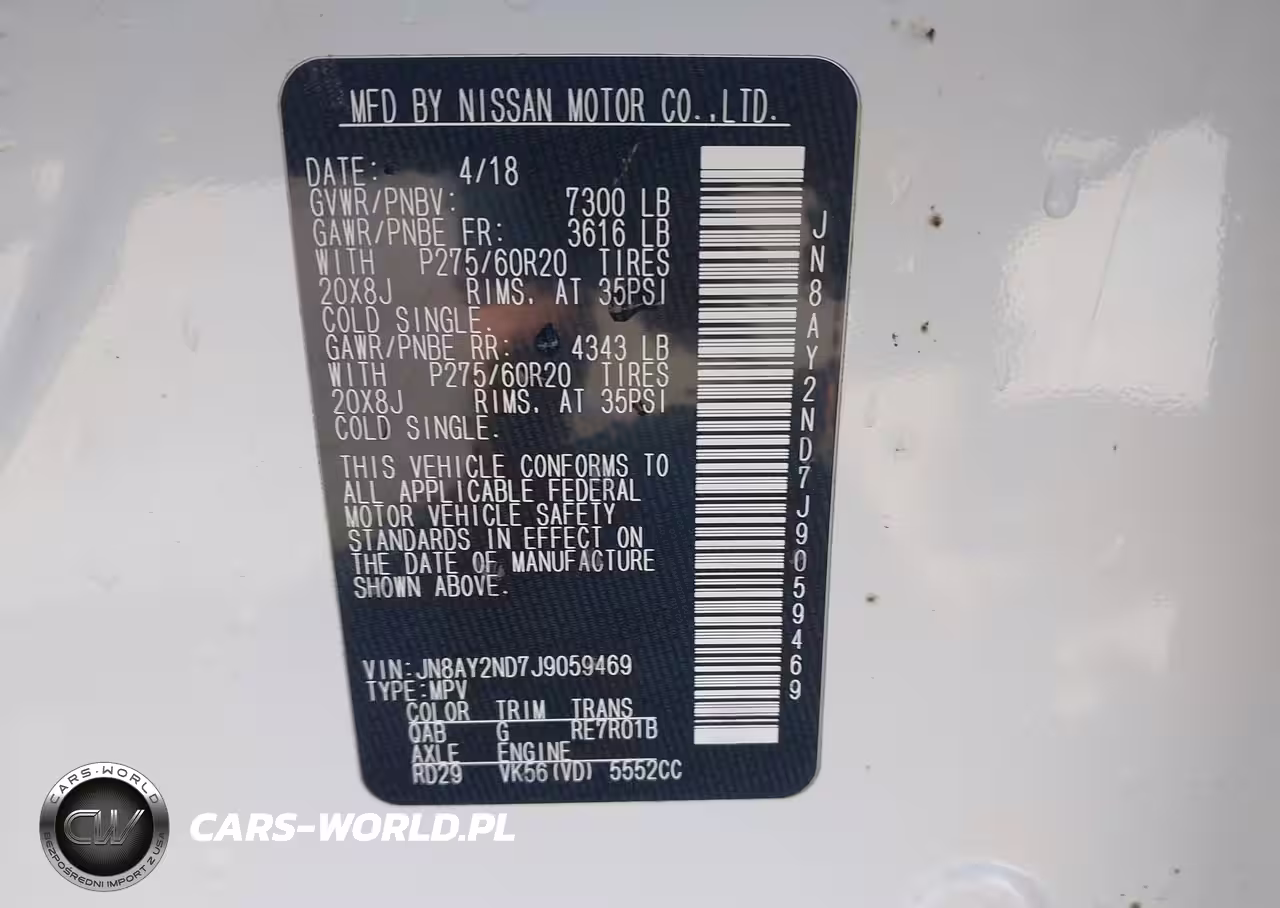 MFD BY NISSAN MOTOR CO.,LTD.
DATE: 4/18
GVWR/PNBV: 7300 LB
GAWR/PNBE FR: 3616 LB
WITH P275/60R20 TIRES
20X8J RIMS. AT 35PSI
COLD SINGLE.
GAWR/PNBE RR: 4343 LB
WITH P275/60R20 TIRES
20X8J RIMS. AT 35PSI
COLD SINGLE.
THIS VEHICLE CONFORMS TO
ALL APPLICABLE FEDERAL
MOTOR VEHICLE SAFETY
STANDARDS IN EFFECT ON
THE DATE OF MANUFACTURE
SHOWN ABOVE.
VIN:JN8AY2ND7J9059469
TYPE:MPV
COLOR TRIM TRANS
QAB G RE7R01B
AXLE ENGINE
RD29 VK56(VD) 5552CC
JN8AY2ND7J9059469
CARS-WORLD
CW
BEZPOŚREDNI IMPORT Z USA
CARS-WORLD.PL